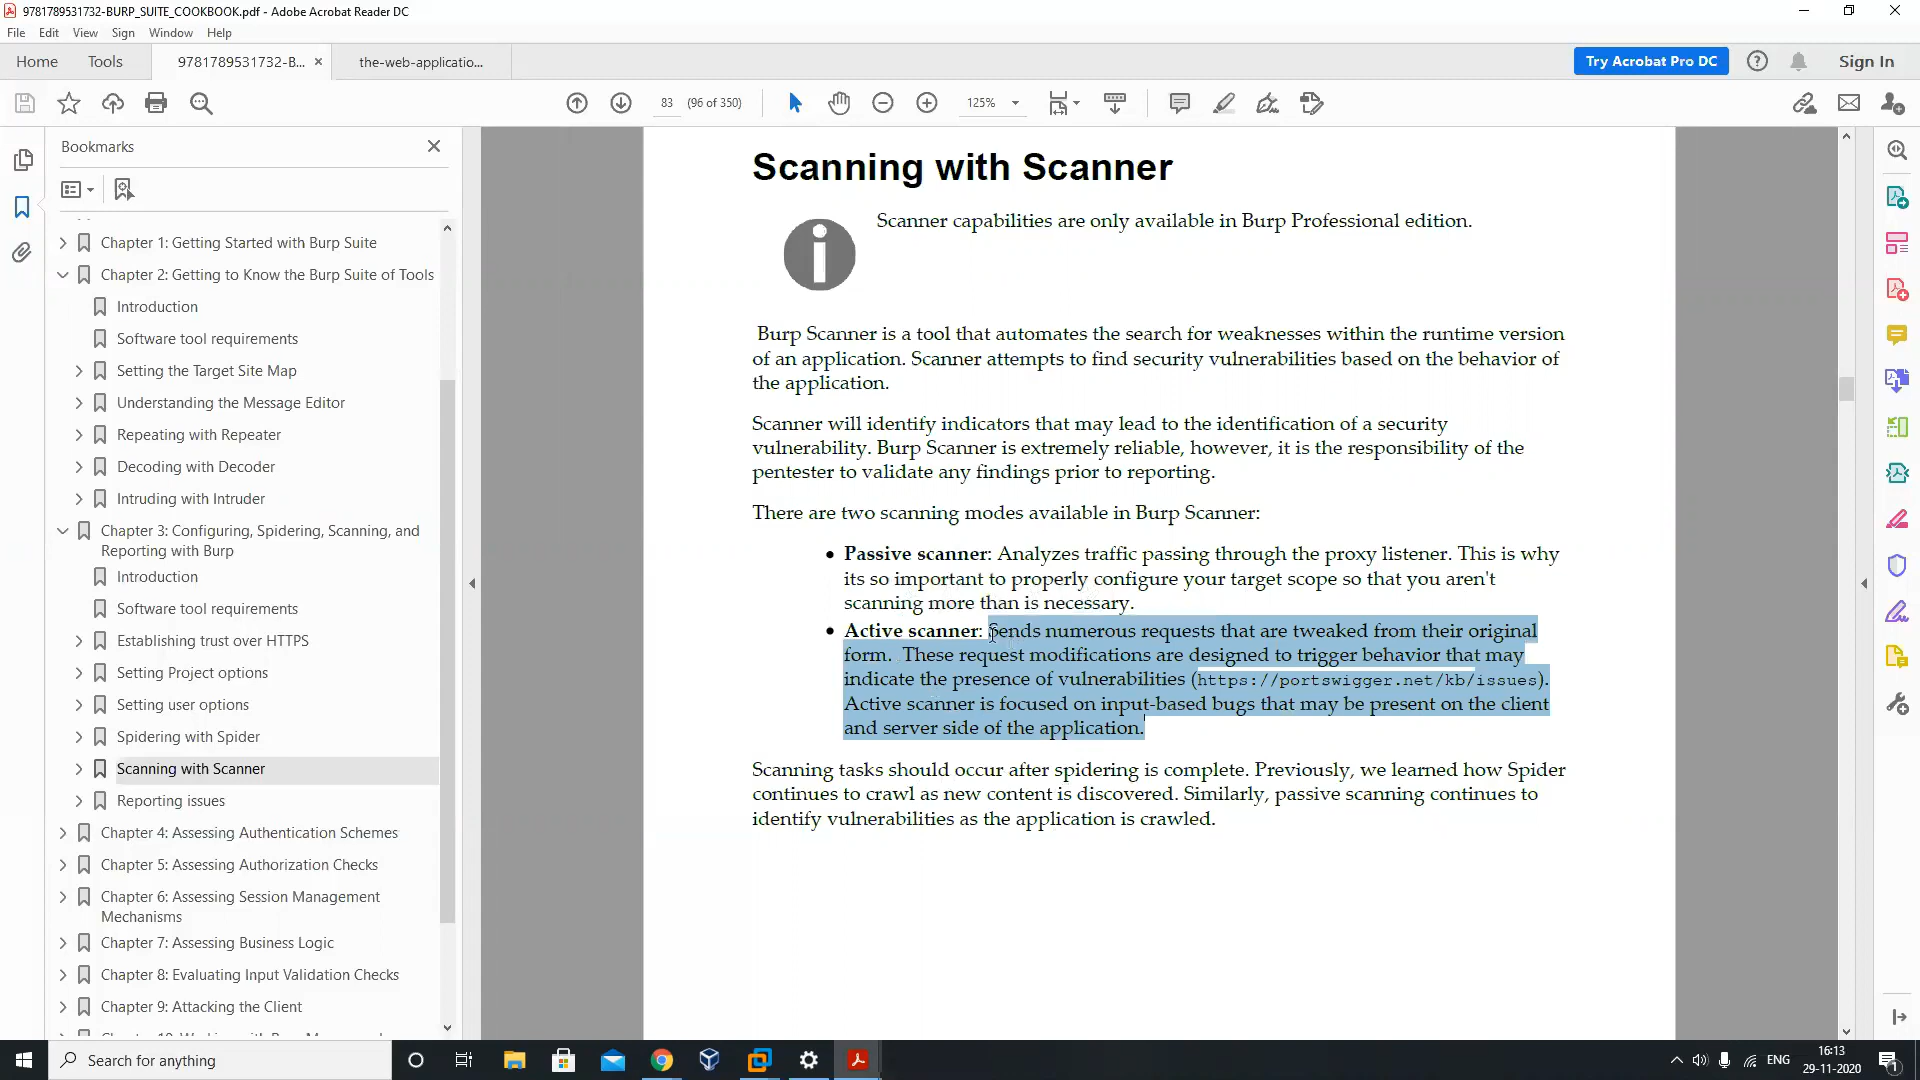 9781789531732-BURP_SUITE_COOKBOOK.pdf - Adobe Acrobat Reader DC
File Edit View Sign Window Help
Home Tools 9781789531732-B... the-web-applicatio... Try Acrobat Pro DC Sign In
83 (96 of 350) 125%
Bookmarks
Chapter 1: Getting Started with Burp Suite
Chapter 2: Getting to Know the Burp Suite of Tools
Introduction
Software tool requirements
Setting the Target Site Map
Understanding the Message Editor
Repeating with Repeater
Decoding with Decoder
Intruding with Intruder
Chapter 3: Configuring, Spidering, Scanning, and
Reporting with Burp
Introduction
Software tool requirements
Establishing trust over HTTPS
Setting Project options
Setting user options
Spidering with Spider
Scanning with Scanner
Reporting issues
Chapter 4: Assessing Authentication Schemes
Chapter 5: Assessing Authorization Checks
Chapter 6: Assessing Session Management
Mechanisms
Chapter 7: Assessing Business Logic
Chapter 8: Evaluating Input Validation Checks
Chapter 9: Attacking the Client
Scanning with Scanner
Scanner capabilities are only available in Burp Professional edition.
Burp Scanner is a tool that automates the search for weaknesses within the runtime version
of an application. Scanner attempts to find security vulnerabilities based on the behavior of
the application.
Scanner will identify indicators that may lead to the identification of a security
vulnerability. Burp Scanner is extremely reliable, however, it is the responsibility of the
pentester to validate any findings prior to reporting.
There are two scanning modes available in Burp Scanner:
• Passive scanner: Analyzes traffic passing through the proxy listener. This is why
its so important to properly configure your target scope so that you aren't
scanning more than is necessary.
• Active scanner: Sends numerous requests that are tweaked from their original
form. These request modifications are designed to trigger behavior that may
indicate the presence of vulnerabilities (https://portswigger.net/kb/issues).
Active scanner is focused on input-based bugs that may be present on the client
and server side of the application.
Scanning tasks should occur after spidering is complete. Previously, we learned how Spider
continues to crawl as new content is discovered. Similarly, passive scanning continues to
identify vulnerabilities as the application is crawled.
Search for anything
ENG
16:13
29-11-2020
1